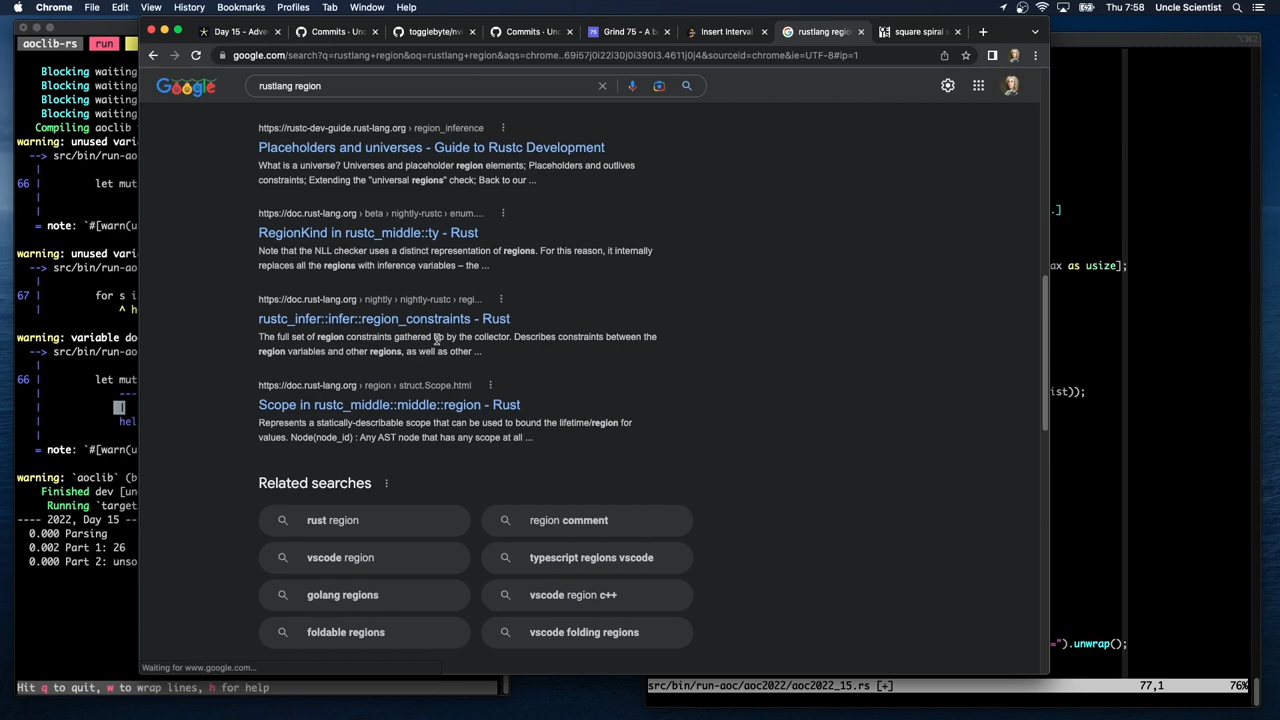 Chrome File Edit View History Bookmarks Profiles Tab Window Help Thu 7:58 Uncle Scientist
aoclib-rs run
Day 15 - Adve Commits · Un togglebyte/nv Commits · Un Grind 75 - A b Insert Interval rustlang regio square spiral s
google.com/search?q=rustlang+region&oq=rustlang+region&aqs=chrome..69i57j0i22i30j0i390l3.4611j0j4&sourceid=chrome&ie=UTF-8#ip=1
Google rustlang region
Blocking waiting
Blocking waiting
Blocking waiting
Blocking waiting
Compiling aoclib
warning: unused vari
--> src/bin/run-ao
|
66 | let mut
|
|
= note: `#[warn(u
warning: unused vari
--> src/bin/run-ao
|
67 | for s i
| ^ h
warning: variable do
--> src/bin/run-ao
|
66 | let mut
| ---
| |
| hel
|
= note: `#[warn(u
warning: `aoclib` (b
Finished dev [un
Running `target
---- 2022, Day 15 --
0.000 Parsing
0.002 Part 1: 26
0.000 Part 2: unso
Hit q to quit, w to wrap lines, h for help
https://rustc-dev-guide.rust-lang.org › region_inference
Placeholders and universes - Guide to Rustc Development
What is a universe? Universes and placeholder region elements; Placeholders and outlives
constraints; Extending the "universal regions" check; Back to our ...
https://doc.rust-lang.org › beta › nightly-rustc › enum....
RegionKind in rustc_middle::ty - Rust
Note that the NLL checker uses a distinct representation of regions. For this reason, it internally
replaces all the regions with inference variables – the ...
https://doc.rust-lang.org › nightly › nightly-rustc › regi...
rustc_infer::infer::region_constraints - Rust
The full set of region constraints gathered up by the collector. Describes constraints between the
region variables and other regions, as well as other ...
https://doc.rust-lang.org › region › struct.Scope.html
Scope in rustc_middle::middle::region - Rust
Represents a statically-describable scope that can be used to bound the lifetime/region for
values. Node(node_id) : Any AST node that has any scope at all ...
Related searches
rust region region comment
vscode region typescript regions vscode
golang regions vscode region c++
foldable regions vscode folding regions
Waiting for www.google.com...
⌥⌘2
.]
ax as usize];
ist));
=").unwrap();
src/bin/run-aoc/aoc2022/aoc2022_15.rs [+] 77,1 76%